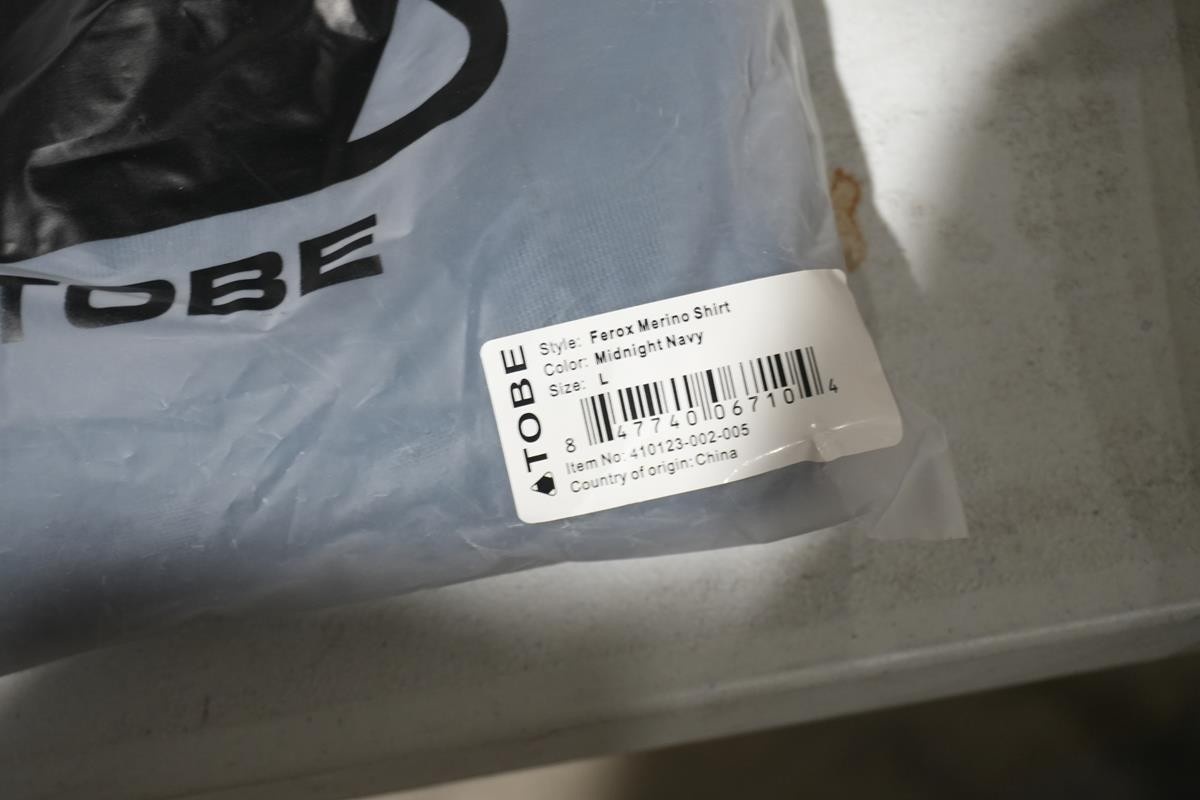 TOBE
TOBE
Style: Ferox Merino Shirt
Color: Midnight Navy
Size: L
8 47740 06710 4
Item No: 410123-002-005
Country of origin: China